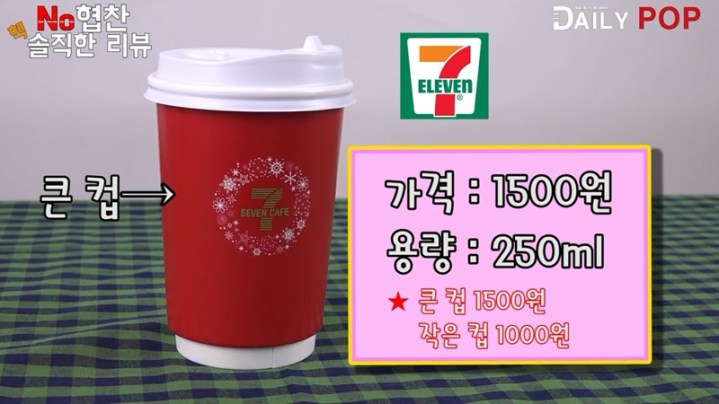 No협찬
핵 솔직한 리뷰
DAILY POP
7
ELEVEN
큰 컵→
7
SEVEN CAFE
가격 : 1500원
용량 : 250ml
★ 큰 컵 1500원
작은 컵 1000원